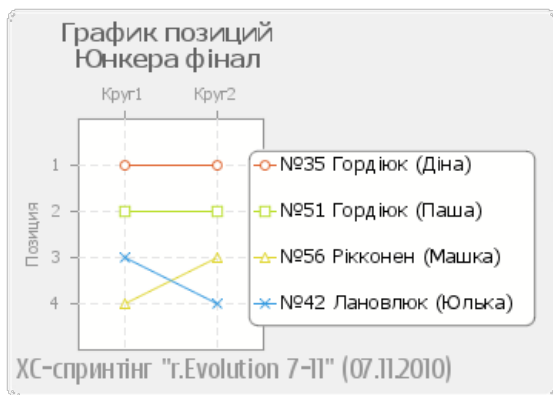 График позиций
Юнкера фінал
Круг1 Круг2
Позиция
1
2
3
4
№35 Гордіюк (Діна)
№51 Гордіюк (Паша)
№56 Рікконен (Машка)
№42 Лановлюк (Юлька)
ХС-спринтінг "r.Evolution 7-11" (07.11.2010)